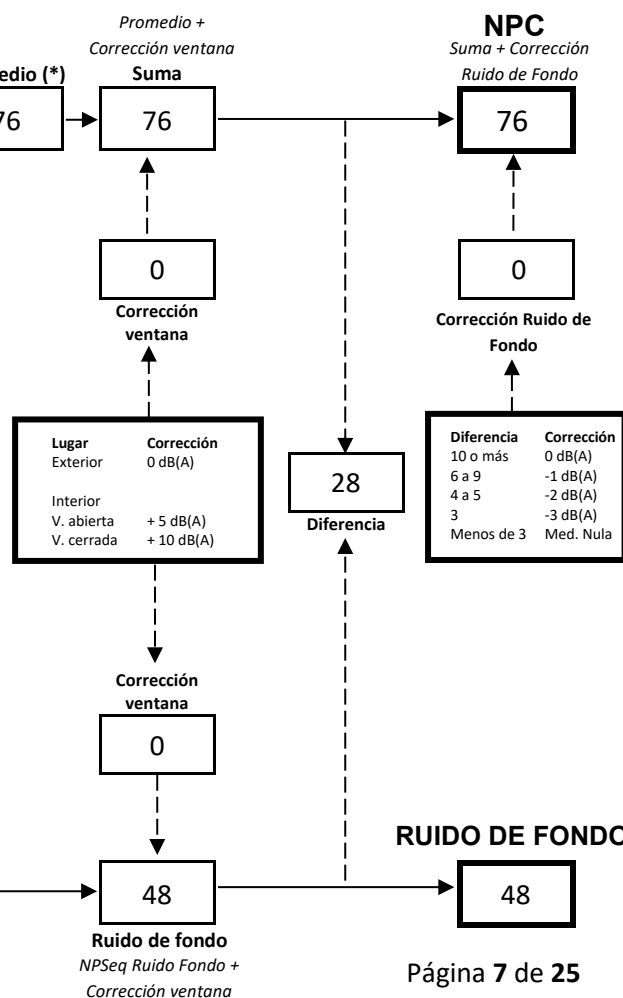 Promedio +
Corrección ventana
NPC
Suma + Corrección
Ruido de Fondo
edio (*)
Suma
76
76
76
0
Corrección
ventana
0
Corrección Ruido de
Fondo
Lugar Corrección
Exterior 0 dB(A)
Interior
V. abierta + 5 dB(A)
V. cerrada + 10 dB(A)
28
Diferencia
Diferencia Corrección
10 o más 0 dB(A)
6 a 9 -1 dB(A)
4 a 5 -2 dB(A)
3 -3 dB(A)
Menos de 3 Med. Nula
Corrección
ventana
0
RUIDO DE FONDO
48
48
Ruido de fondo
NPSeq Ruido Fondo +
Corrección ventana
Página 7 de 25